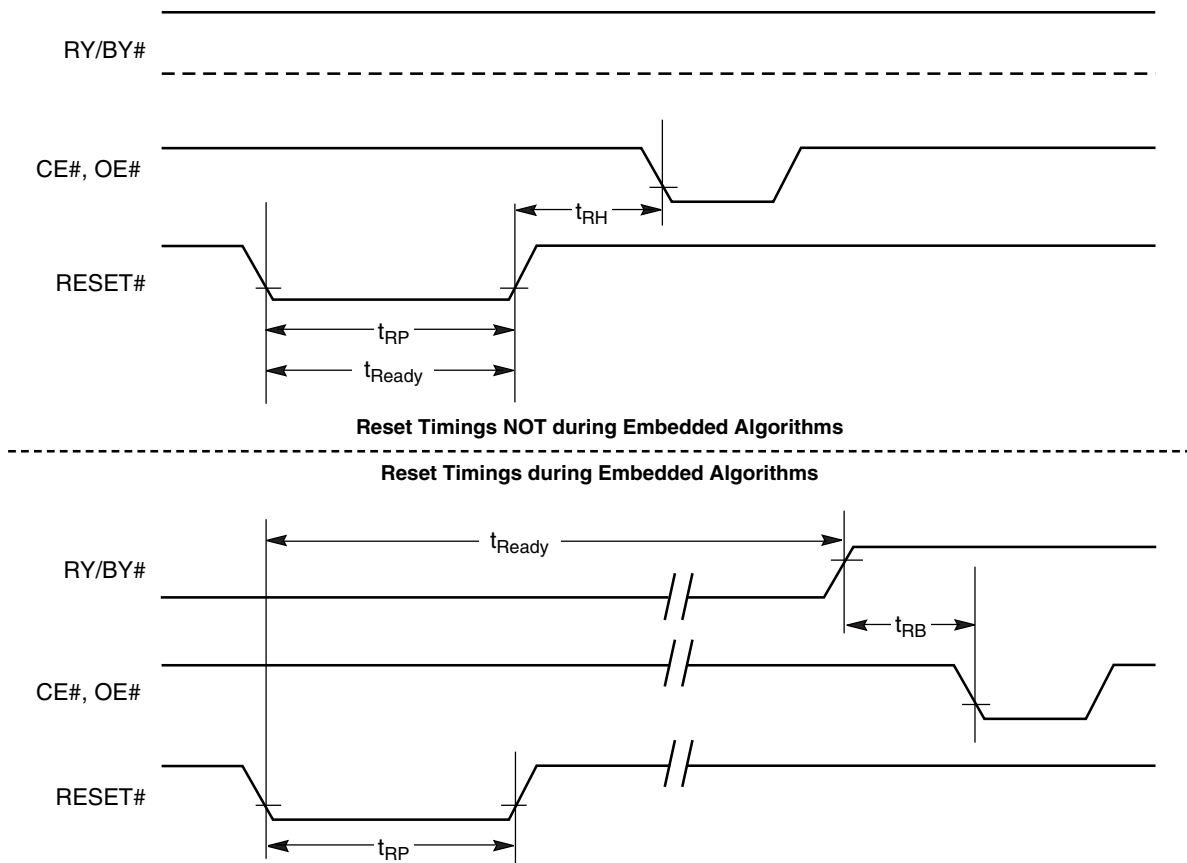 RY/BY#
CE#, OE#
tRH
RESET#
tRP
tReady
Reset Timings NOT during Embedded Algorithms
Reset Timings during Embedded Algorithms
tReady
RY/BY#
tRB
CE#, OE#
RESET#
tRP